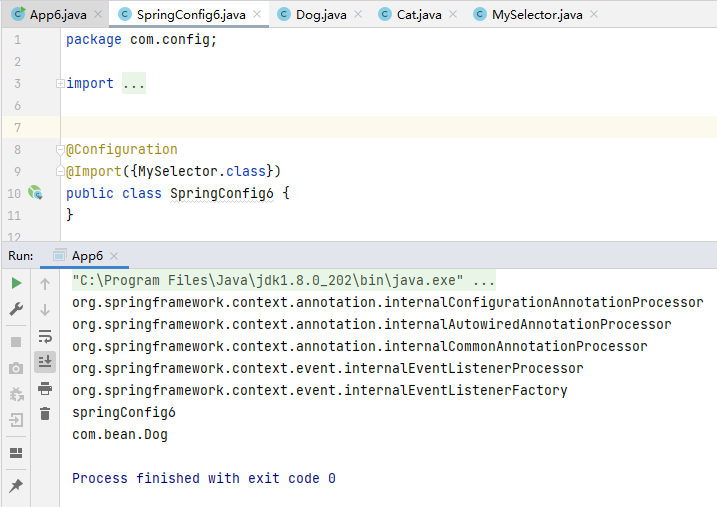 App6.java SpringConfig6.java Dog.java Cat.java MySelector.java
1 package com.config;
2
3 import ...
6
7
8 @Configuration
9 @Import({MySelector.class})
10 public class SpringConfig6 {
11 }
12
Run: App6
"C:\Program Files\Java\jdk1.8.0_202\bin\java.exe" ...
org.springframework.context.annotation.internalConfigurationAnnotationProcessor
org.springframework.context.annotation.internalAutowiredAnnotationProcessor
org.springframework.context.annotation.internalCommonAnnotationProcessor
org.springframework.context.event.internalEventListenerProcessor
org.springframework.context.event.internalEventListenerFactory
springConfig6
com.bean.Dog
Process finished with exit code 0